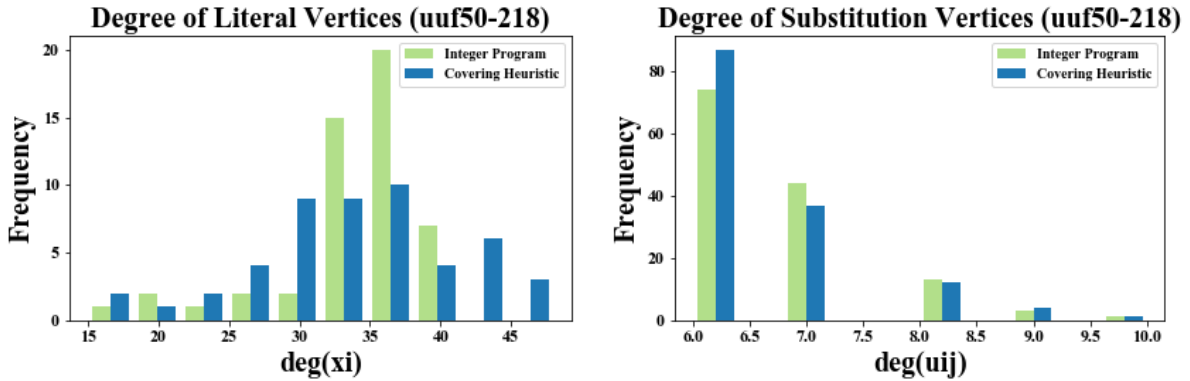 Degree of Literal Vertices (uuf50-218)
Frequency
20
15
10
5
0
Integer Program
Covering Heuristic
15 20 25 30 35 40 45
deg(xi)
Degree of Substitution Vertices (uuf50-218)
Frequency
80
60
40
20
0
Integer Program
Covering Heuristic
6.0 6.5 7.0 7.5 8.0 8.5 9.0 9.5 10.0
deg(uij)